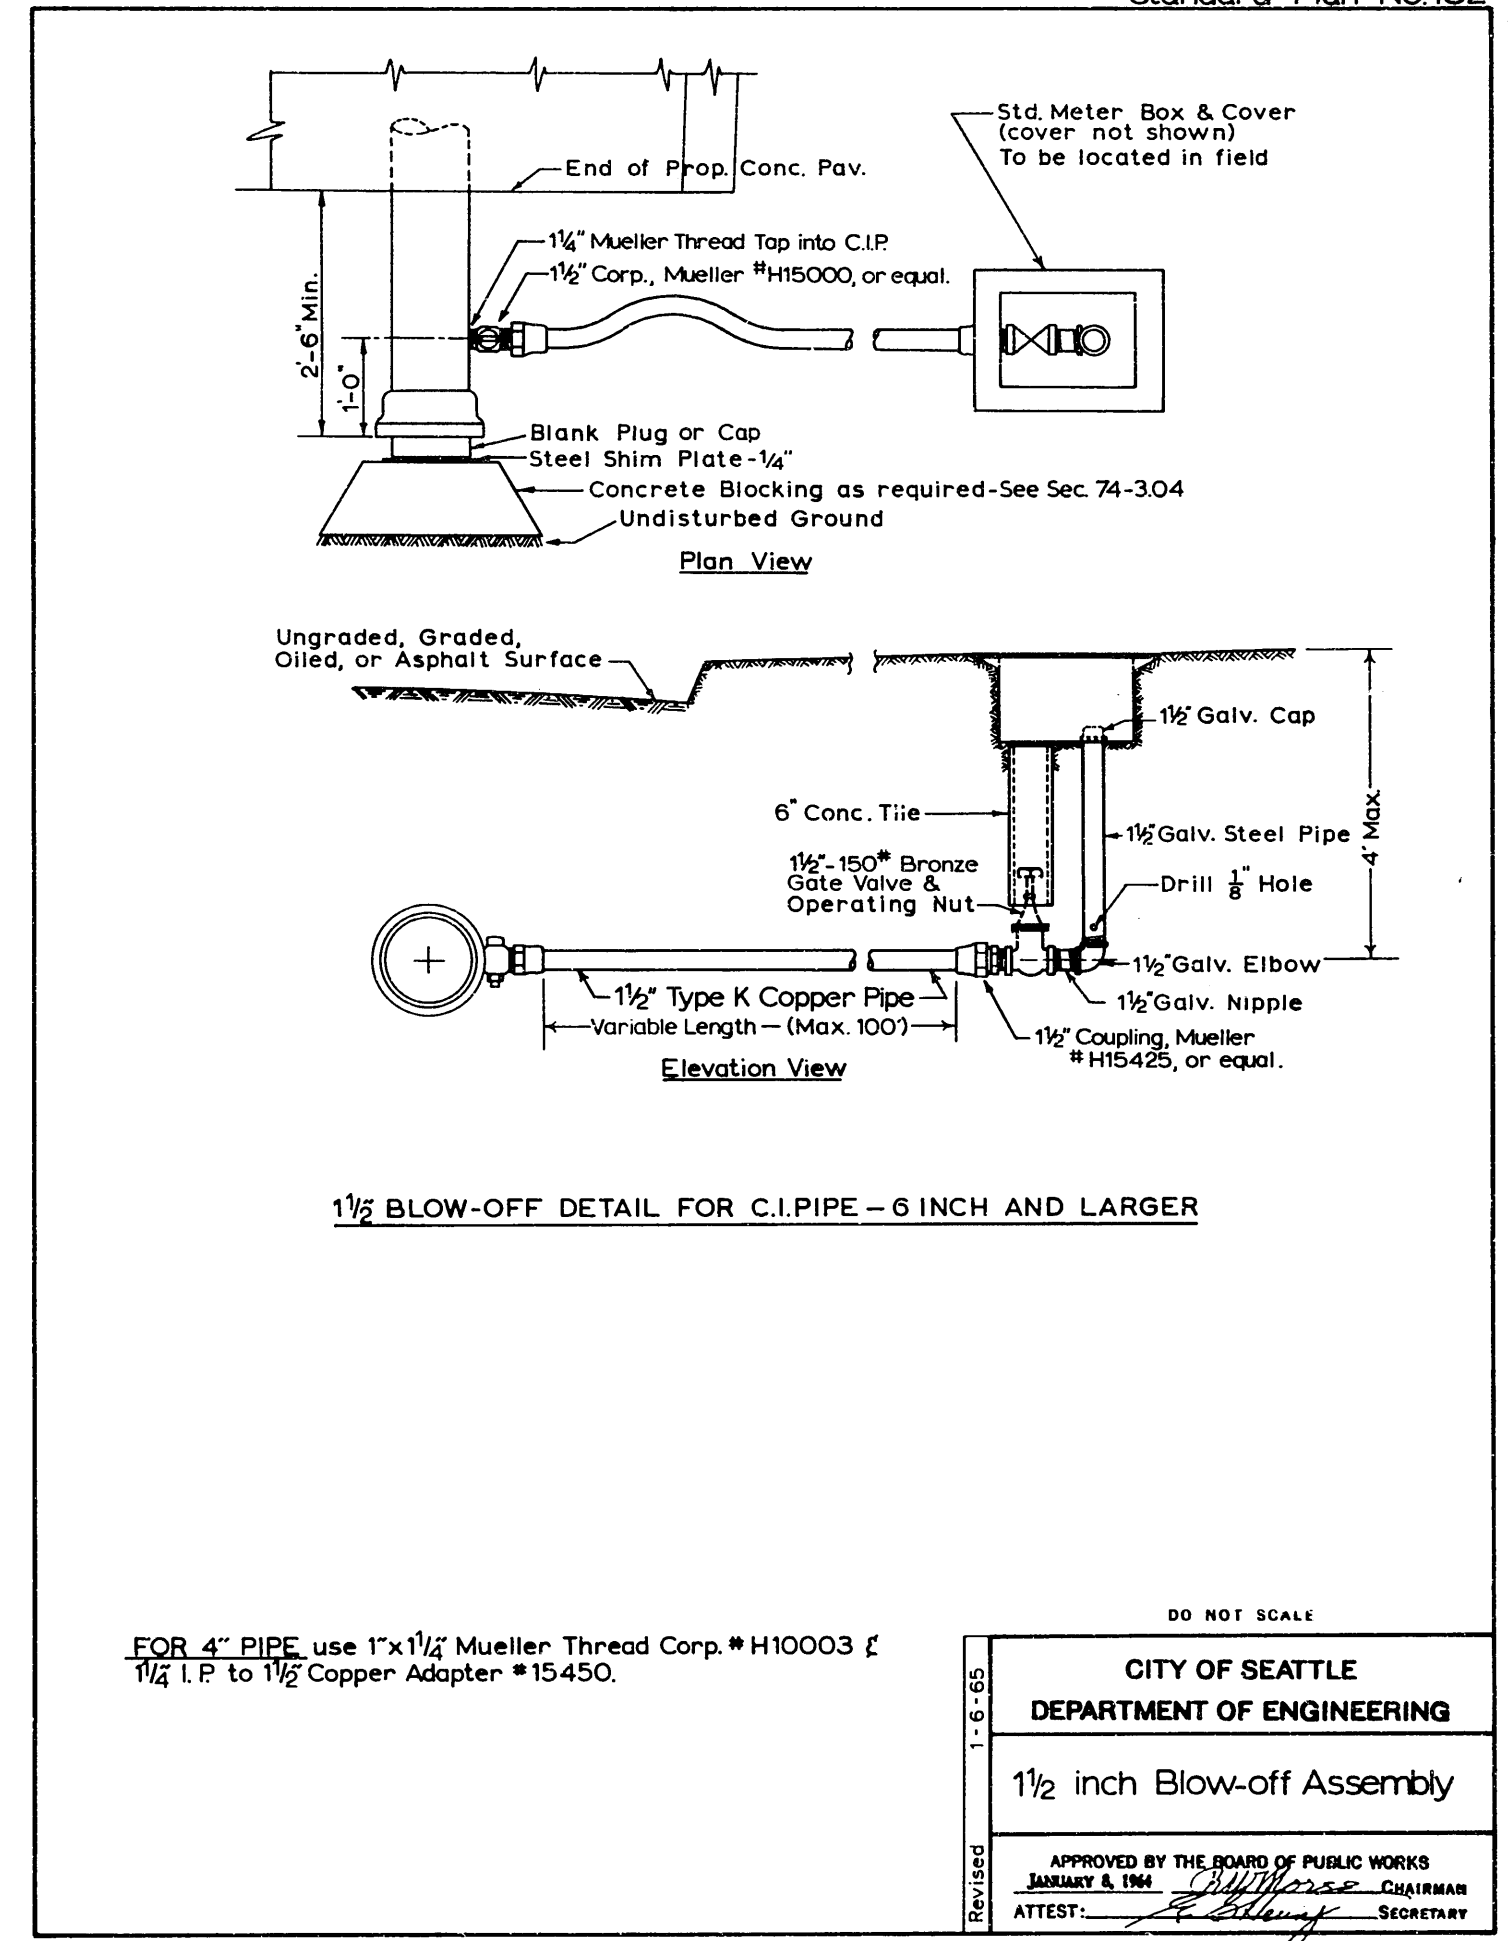 Standard Plan No. 162
Std. Meter Box & Cover
(cover not shown)
To be located in field
End of Prop. Conc. Pav.
1¼" Mueller Thread Tap into C.I.P.
1½" Corp., Mueller #H15000, or equal.
2'-6" Min.
1'-0"
Blank Plug or Cap
Steel Shim Plate-¼"
Concrete Blocking as required-See Sec. 74-3.04
Undisturbed Ground
Plan View
Ungraded, Graded,
Oiled, or Asphalt Surface
1½" Galv. Cap
6" Conc. Tile
1½" Galv. Steel Pipe
4' Max.
1½"-150# Bronze
Gate Valve &
Operating Nut
Drill 1/8" Hole
1½" Galv. Elbow
1½" Type K Copper Pipe
1½" Galv. Nipple
Variable Length — (Max. 100')
1½" Coupling, Mueller
#H15425, or equal.
Elevation View
1½" BLOW-OFF DETAIL FOR C.I.PIPE — 6 INCH AND LARGER
DO NOT SCALE
FOR 4" PIPE use 1"x1¼" Mueller Thread Corp. #H10003 &
1¼" I.P. to 1½" Copper Adapter #15450.
Revised 1-6-65
CITY OF SEATTLE
DEPARTMENT OF ENGINEERING
1½ inch Blow-off Assembly
APPROVED BY THE BOARD OF PUBLIC WORKS
JANUARY 8, 1964 Morse CHAIRMAN
ATTEST: SECRETARY